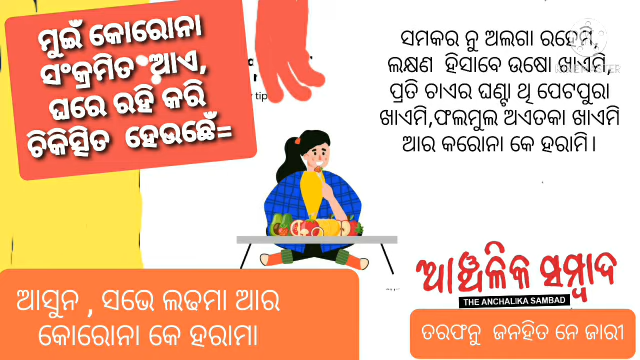 ମୁଇଁ କୋରୋନା
ସଂକ୍ରମିତ ଆଏ,
ଘରେ ରହି କରି
ଚିକିତ୍ସିତ ହେଉଛେଁ=
ସମକର ନୁ ଅଲଗା ରହେମି,
ଲକ୍ଷଣ ହିସାବେ ଉଷୋ ଖାଏମି,
ପ୍ରତି ଚାଏର ଘଣ୍ଟା ଥି ପେଟପୁରା
ଖାଏମି,ଫଲମୁଲ ଅଏତକା ଖାଏମି
ଆର କରୋନା କେ ହରାମି।
ଆସୁନ , ସଭେ ଲଢମା ଆର
କୋରୋନା କେ ହରାମା
ଆଞ୍ଚଳିକ ସମ୍ବାଦ
THE ANCHALIKA SAMBAD
ତରଫନୁ ଜନହିତ ନେ ଜାରୀ